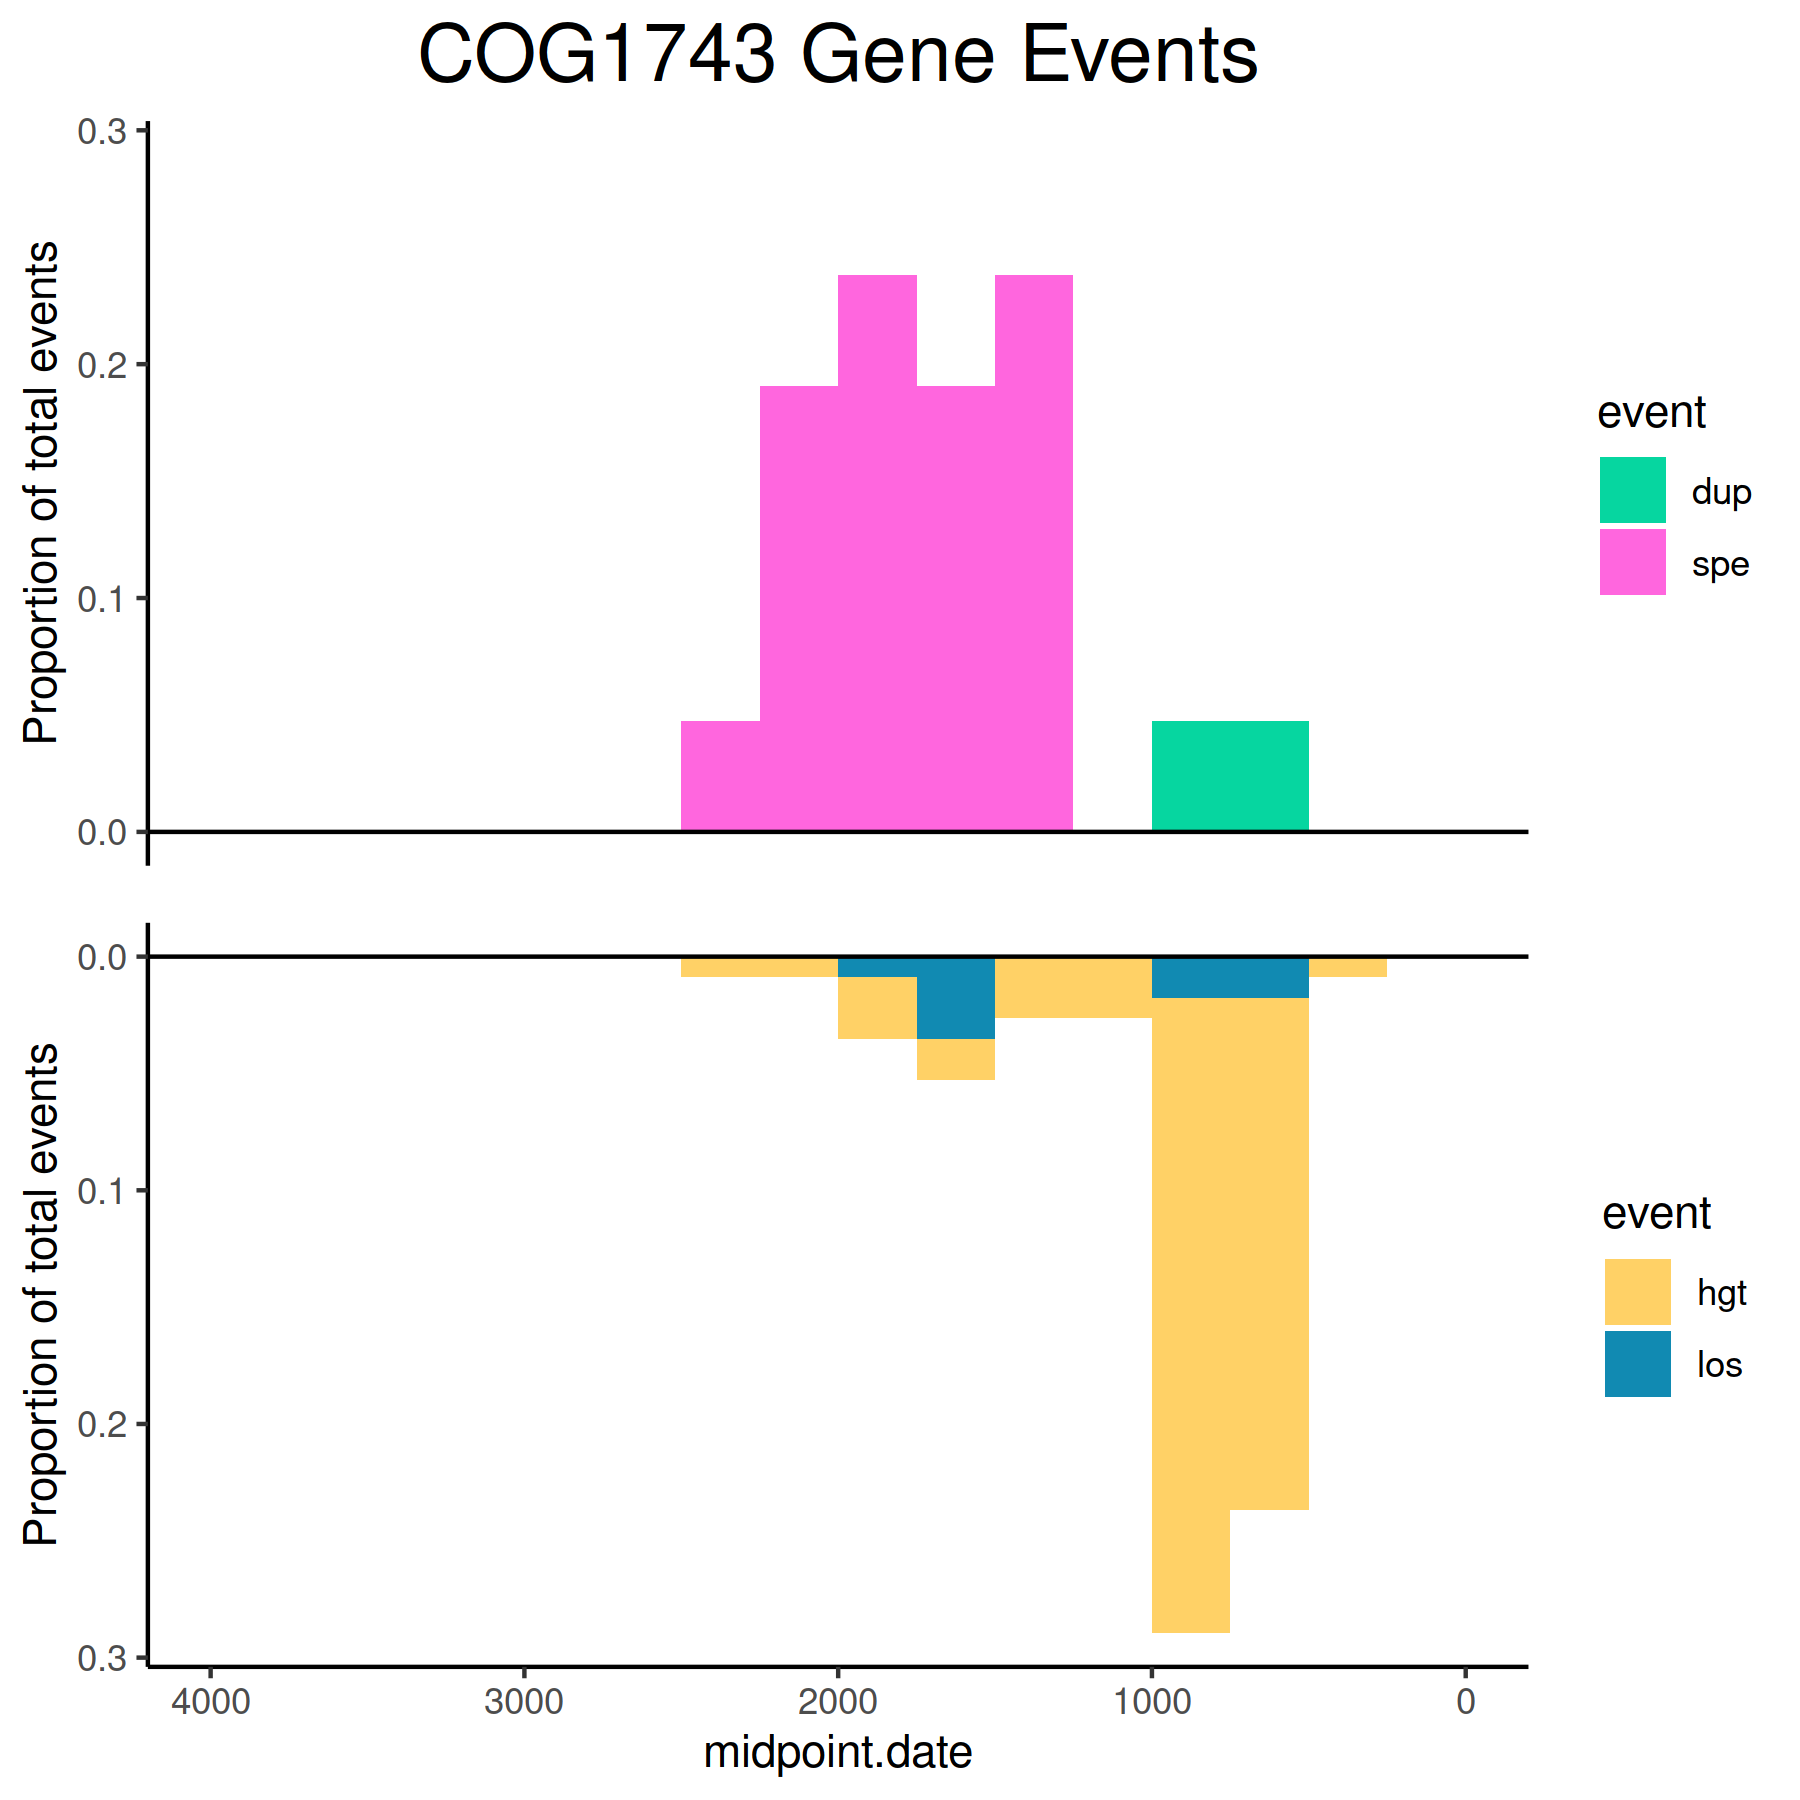 COG1743 Gene Events
Proportion of total events
0.3
0.2
0.1
0.0
event
dup
spe
Proportion of total events
0.0
0.1
0.2
0.3
event
hgt
los
4000 3000 2000 1000 0
midpoint.date